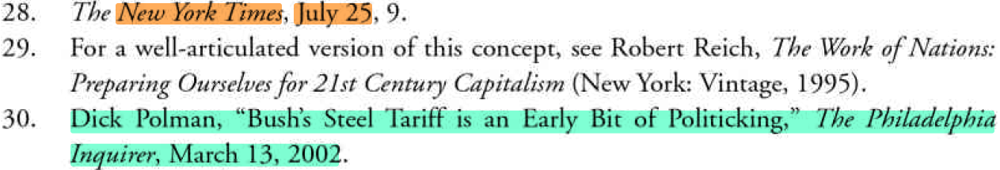 28. The New York Times, July 25, 9.
29. For a well-articulated version of this concept, see Robert Reich, The Work of Nations:
Preparing Ourselves for 21st Century Capitalism (New York: Vintage, 1995).
30. Dick Polman, “Bush’s Steel Tariff is an Early Bit of Politicking,” The Philadelphia
Inquirer, March 13, 2002.